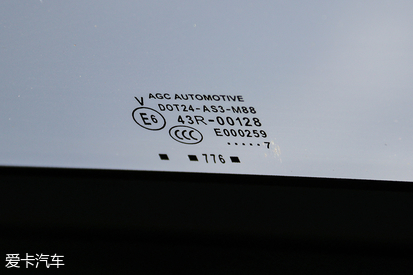 V AGC AUTOMOTIVE
DOT24-AS3-M88
E6 43R-00128
CCC E000259
.....7
776
爱卡汽车